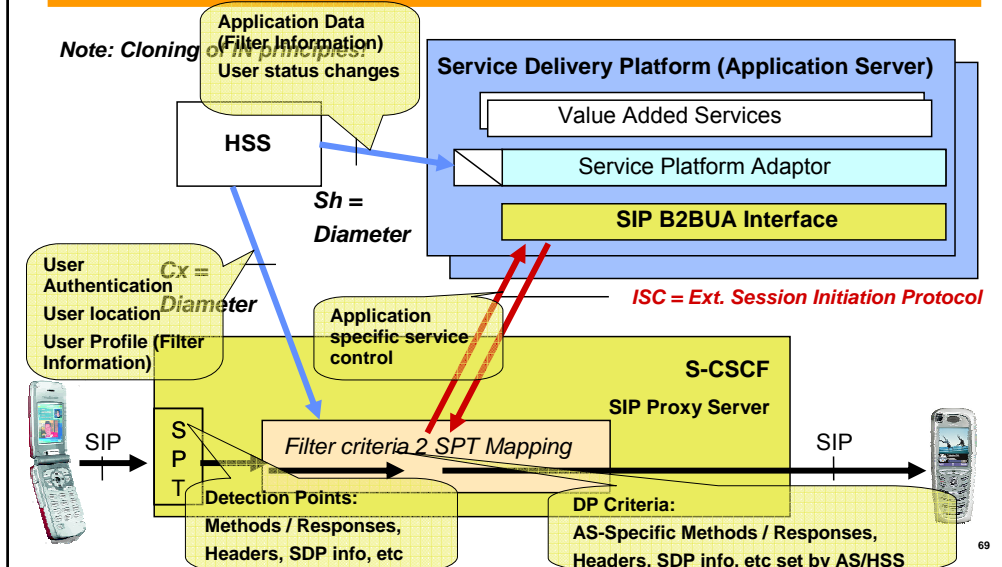 Note: Cloning of IN principles!
Application Data
(Filter Information)
User status changes
Service Delivery Platform (Application Server)
Value Added Services
HSS
Service Platform Adaptor
Sh =
Diameter
SIP B2BUA Interface
User
Authentication
User location
User Profile (Filter
Information)
Cx =
Diameter
ISC = Ext. Session Initiation Protocol
Application
specific service
control
S-CSCF
SIP Proxy Server
SIP
S
P
T
Filter criteria 2 SPT Mapping
SIP
Detection Points:
Methods / Responses,
Headers, SDP info, etc
DP Criteria:
AS-Specific Methods / Responses,
Headers, SDP info, etc set by AS/HSS
69